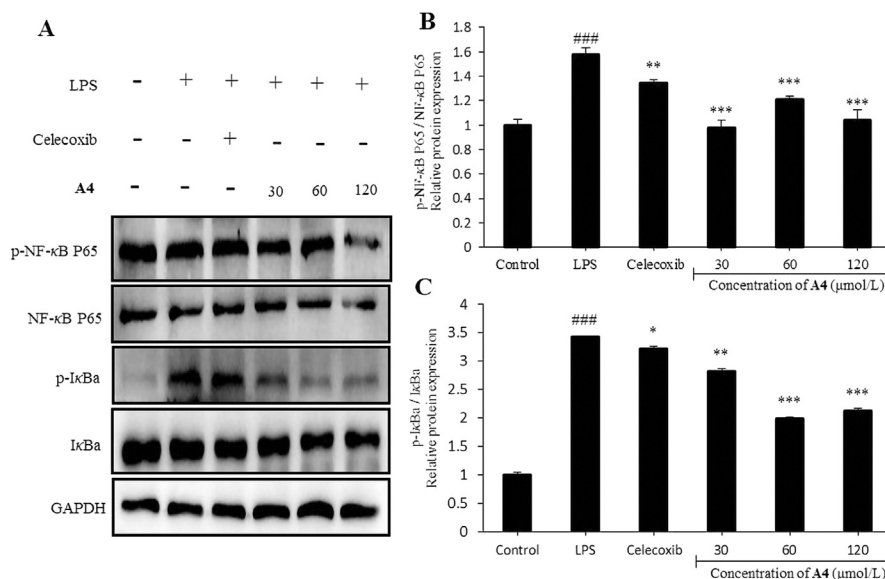 A
LPS - + + + + +
Celecoxib - - + - - -
A4 - - - 30 60 120
p-NF-κB P65
NF-κB P65
p-IκBa
IκBa
GAPDH
B
p-NF-κB P65 / NF-κB P65
Relative protein expression
1.8
1.6
1.4
1.2
1
0.8
0.6
0.4
0.2
0
###
**
***
***
***
Control LPS Celecoxib 30 60 120
Concentration of A4 (μmol/L)
C
p-IκBa / IκBa
Relative protein expression
4
3.5
3
2.5
2
1.5
1
0.5
0
###
*
**
***
***
Control LPS Celecoxib 30 60 120
Concentration of A4 (μmol/L)